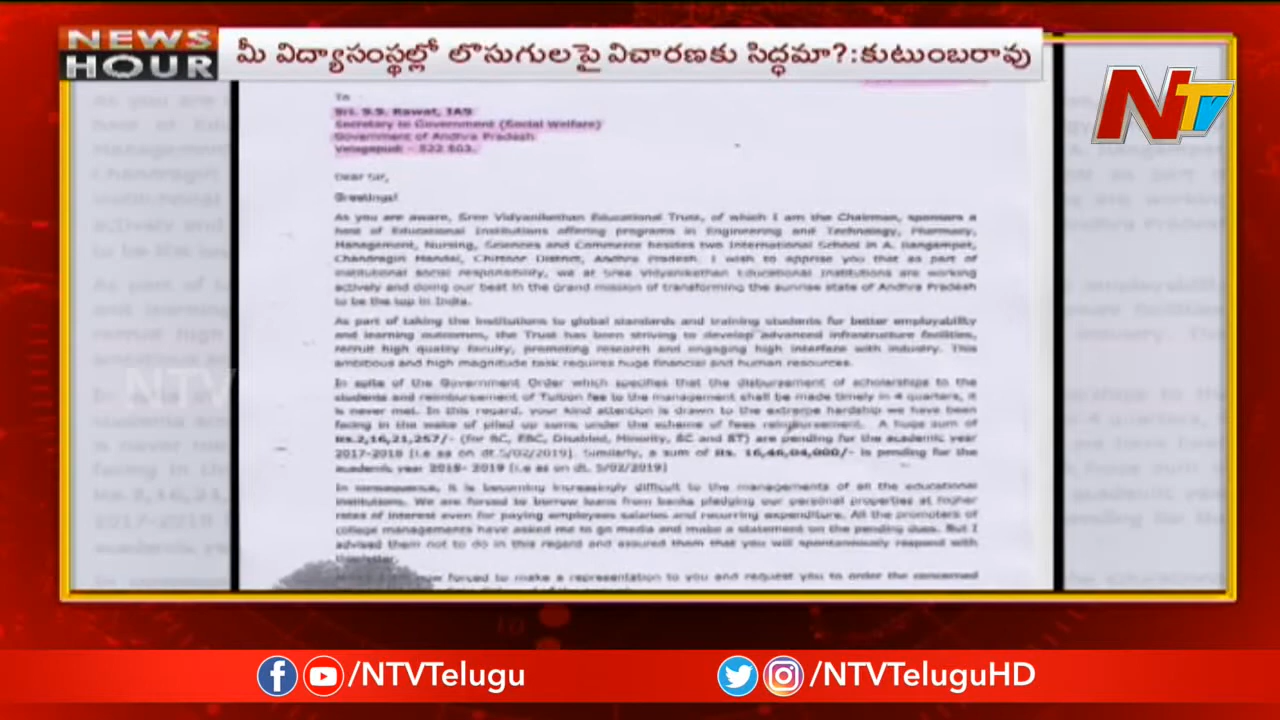 NEWS
HOUR
మీ విద్యాసంస్థల్లో లొసుగులపై విచారణకు సిద్ధమా?:కుటుంబరావు
NTV
To
Sri. S.S. Rawat, IAS
Secretary to Government (Social Welfare)
Government of Andhra Pradesh
Velagapudi - 522 503.
Dear Sir,
Greetings!
As you are aware, Sree Vidyanikethan Educational Trust, of which I am the Chairman, sponsors a
host of Educational Institutions offering programs in Engineering and Technology, Pharmacy,
Management, Nursing, Sciences and Commerce besides two International School in A. Rangampet,
Chandragiri Mandal, Chittoor District, Andhra Pradesh. I wish to apprise you that as part of
institutional social responsibility, we at Sree Vidyanikethan Educational Institutions are working
actively and doing our best in the grand mission of transforming the sunrise state of Andhra Pradesh
to be the top in India.
As part of taking the institutions to global standards and training students for better employability
and learning outcomes, the Trust has been striving to develop advanced infrastructure facilities,
recruit high quality faculty, promoting research and engaging high interface with industry. This
ambitious and high magnitude task requires huge financial and human resources.
In spite of the Government Order which specifies that the disbursement of scholarships to the
students and reimbursement of Tuition fee to the management shall be made timely in 4 quarters, it
is never met. In this regard, your kind attention is drawn to the extreme hardship we have been
facing in the wake of piled up sums under the scheme of fees reimbursement. A huge sum of
Rs.2,16,21,257/- (for BC, EBC, Disabled, Minority, SC and ST) are pending for the academic year
2017-2018 [i.e as on dt.5/02/2019]. Similarly, a sum of Rs. 16,46,04,000/- is pending for the
academic year 2018- 2019 [i.e as on dt. 5/02/2019]
In consequence, it is becoming increasingly difficult to the managements of all the educational
institutions. We are forced to borrow loans from banks pledging our personal properties at higher
rates of interest even for paying employees salaries and recurring expenditure. All the promoters of
college managements have asked me to go media and make a statement on the pending dues. But I
advised them not to do in this regard and assured them that you will spontaneously respond with
now forced to make a representation to you and request you to order the concerned
/NTVTelugu
/NTVTeluguHD